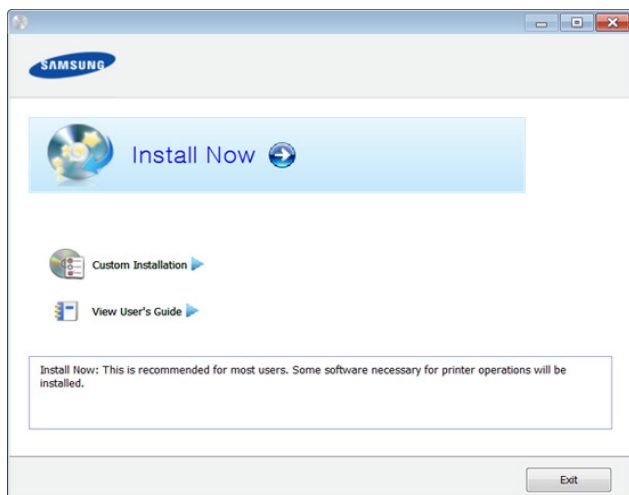 SAMSUNG
Install Now
Custom Installation
View User's Guide
Install Now: This is recommended for most users. Some software necessary for printer operations will be
installed.
Exit